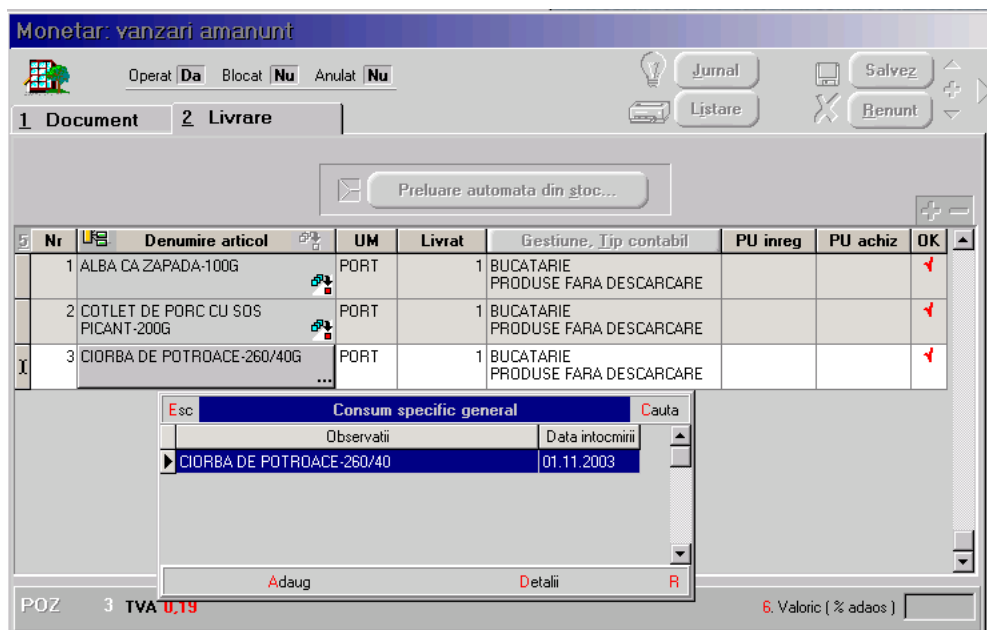 Monetar: vanzari amanunt
Operat Da Blocat Nu Anulat Nu
Jurnal Salvez
Listare Renunt
1 Document 2 Livrare
Preluare automata din stoc...
5 Nr Denumire articol UM Livrat Gestiune, Tip contabil PU inreg PU achiz OK
1 ALBA CA ZAPADA-100G PORT 1 BUCATARIE
PRODUSE FARA DESCARCARE
2 COTLET DE PORC CU SOS PORT 1 BUCATARIE
PICANT-200G PRODUSE FARA DESCARCARE
3 CIORBA DE POTROACE-260/40G ... PORT 1 BUCATARIE
PRODUSE FARA DESCARCARE
Esc Consum specific general Cauta
Observatii Data intocmirii
CIORBA DE POTROACE-260/40 01.11.2003
Adaug Detalii R
POZ 3 TVA 0,19 6. Valoric ( % adaos )